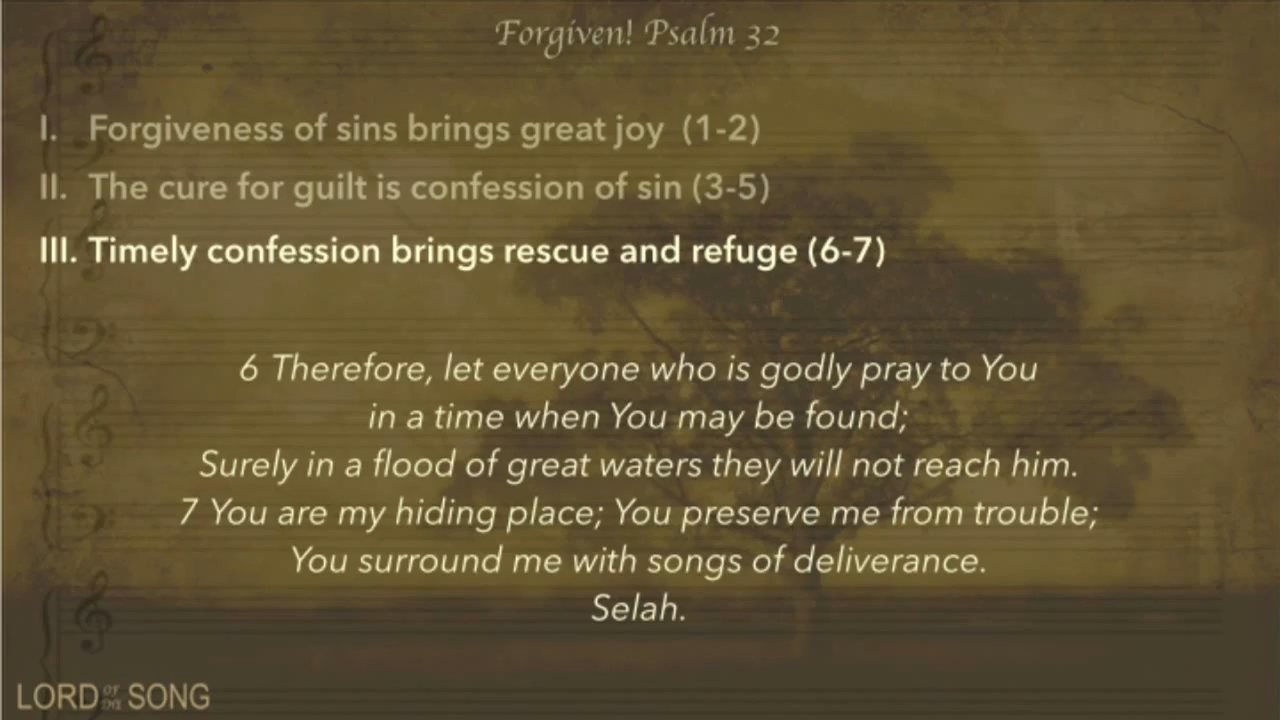 Forgiven! Psalm 32
I. Forgiveness of sins brings great joy (1-2)
II. The cure for guilt is confession of sin (3-5)
III. Timely confession brings rescue and refuge (6-7)
6 Therefore, let everyone who is godly pray to You
in a time when You may be found;
Surely in a flood of great waters they will not reach him.
7 You are my hiding place; You preserve me from trouble;
You surround me with songs of deliverance.
Selah.
LORD OF THE SONG